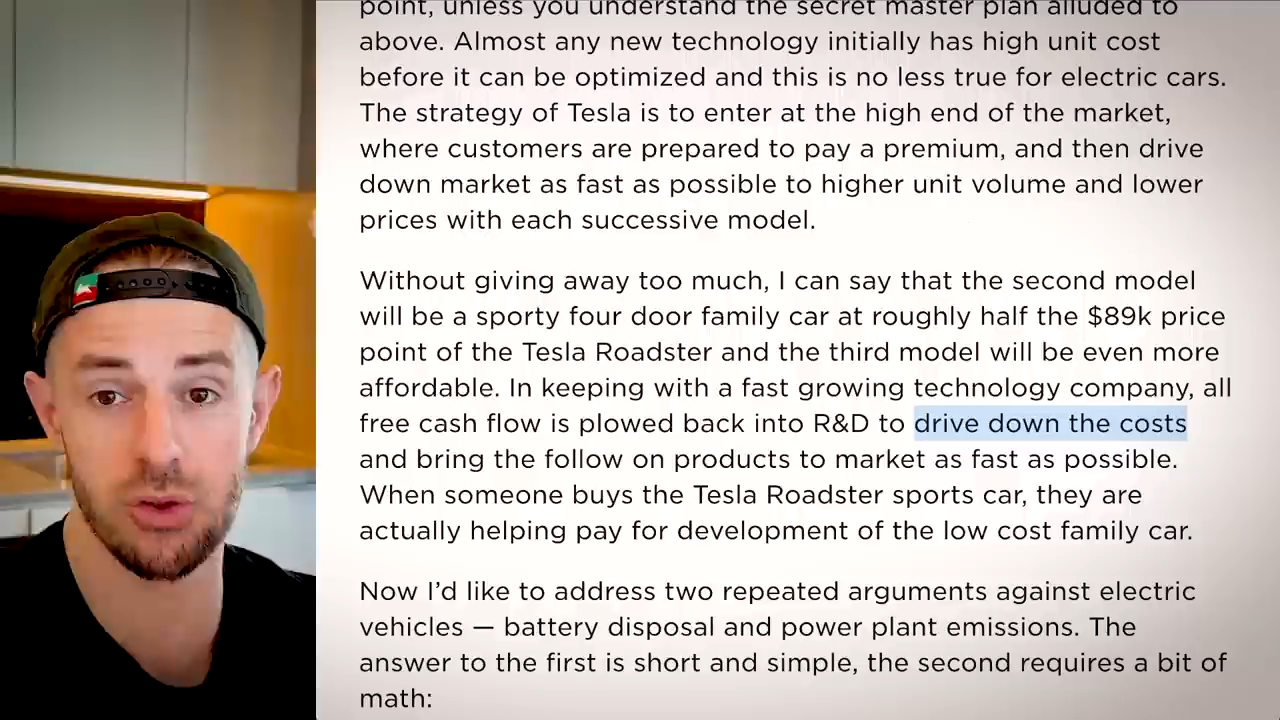 point, unless you understand the secret master plan alluded to
above. Almost any new technology initially has high unit cost
before it can be optimized and this is no less true for electric cars.
The strategy of Tesla is to enter at the high end of the market,
where customers are prepared to pay a premium, and then drive
down market as fast as possible to higher unit volume and lower
prices with each successive model.
Without giving away too much, I can say that the second model
will be a sporty four door family car at roughly half the $89k price
point of the Tesla Roadster and the third model will be even more
affordable. In keeping with a fast growing technology company, all
free cash flow is plowed back into R&D to drive down the costs
and bring the follow on products to market as fast as possible.
When someone buys the Tesla Roadster sports car, they are
actually helping pay for development of the low cost family car.
Now I’d like to address two repeated arguments against electric
vehicles — battery disposal and power plant emissions. The
answer to the first is short and simple, the second requires a bit of
math: